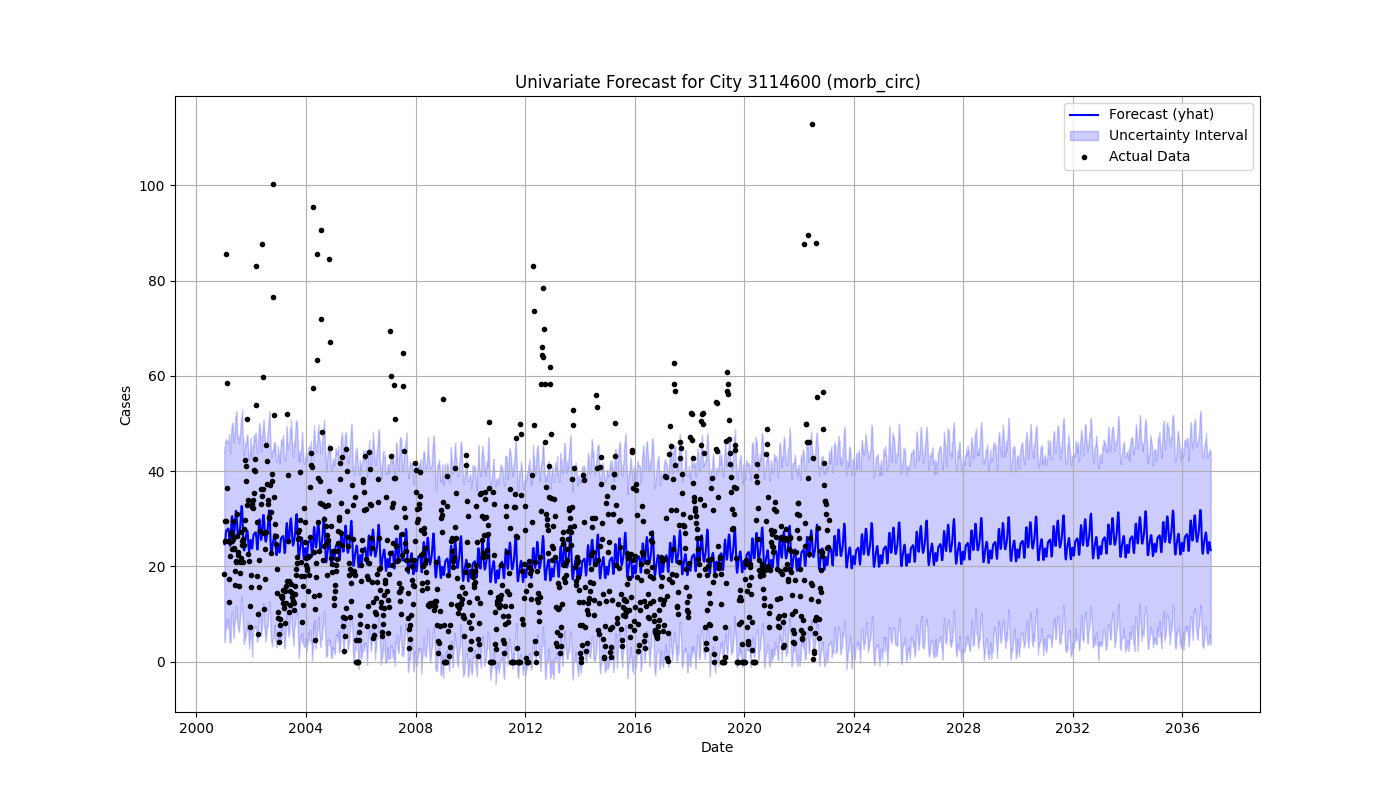 Univariate Forecast for City 3114600 (morb_circ)
Forecast (yhat)
Uncertainty Interval
Actual Data
Cases
100
80
60
40
20
0
2000 2004 2008 2012 2016 2020 2024 2028 2032 2036
Date